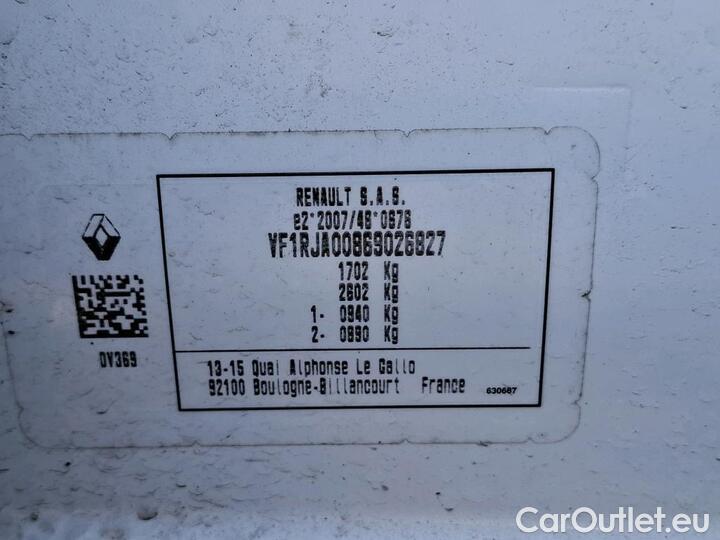 RENAULT S.A.S.
e2*2007/46*0676
VF1RJA00869026827
1702 Kg
2602 Kg
1- 0940 Kg
2- 0890 Kg
0V369
13-15 Quai Alphonse Le Gallo
92100 Boulogne-Billancourt France
630687
CarOutlet.eu